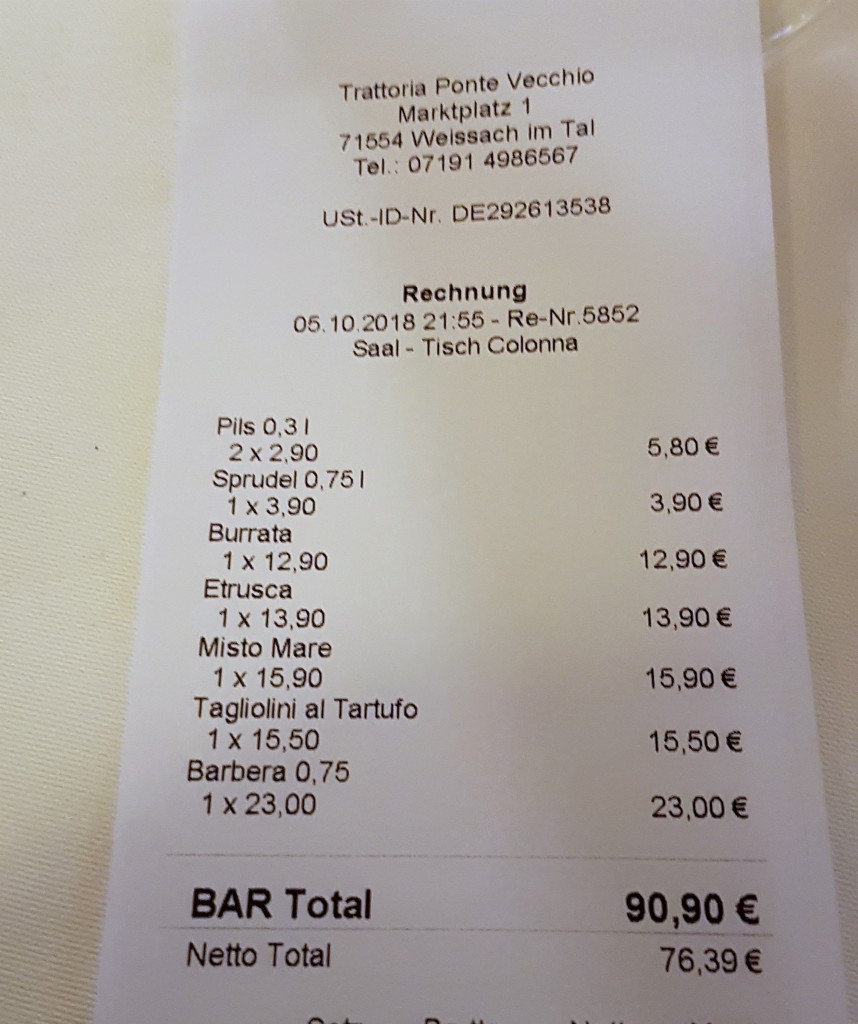 Trattoria Ponte Vecchio
Marktplatz 1
71554 Weissach im Tal
Tel.: 07191 4986567
USt.-ID-Nr. DE292613538
Rechnung
05.10.2018 21:55 - Re-Nr.5852
Saal - Tisch Colonna
Pils 0,3 l
2 x 2,90 5,80 €
Sprudel 0,75 l
1 x 3,90 3,90 €
Burrata
1 x 12,90 12,90 €
Etrusca
1 x 13,90 13,90 €
Misto Mare
1 x 15,90 15,90 €
Tagliolini al Tartufo
1 x 15,50 15,50 €
Barbera 0,75
1 x 23,00 23,00 €
BAR Total 90,90 €
Netto Total 76,39 €